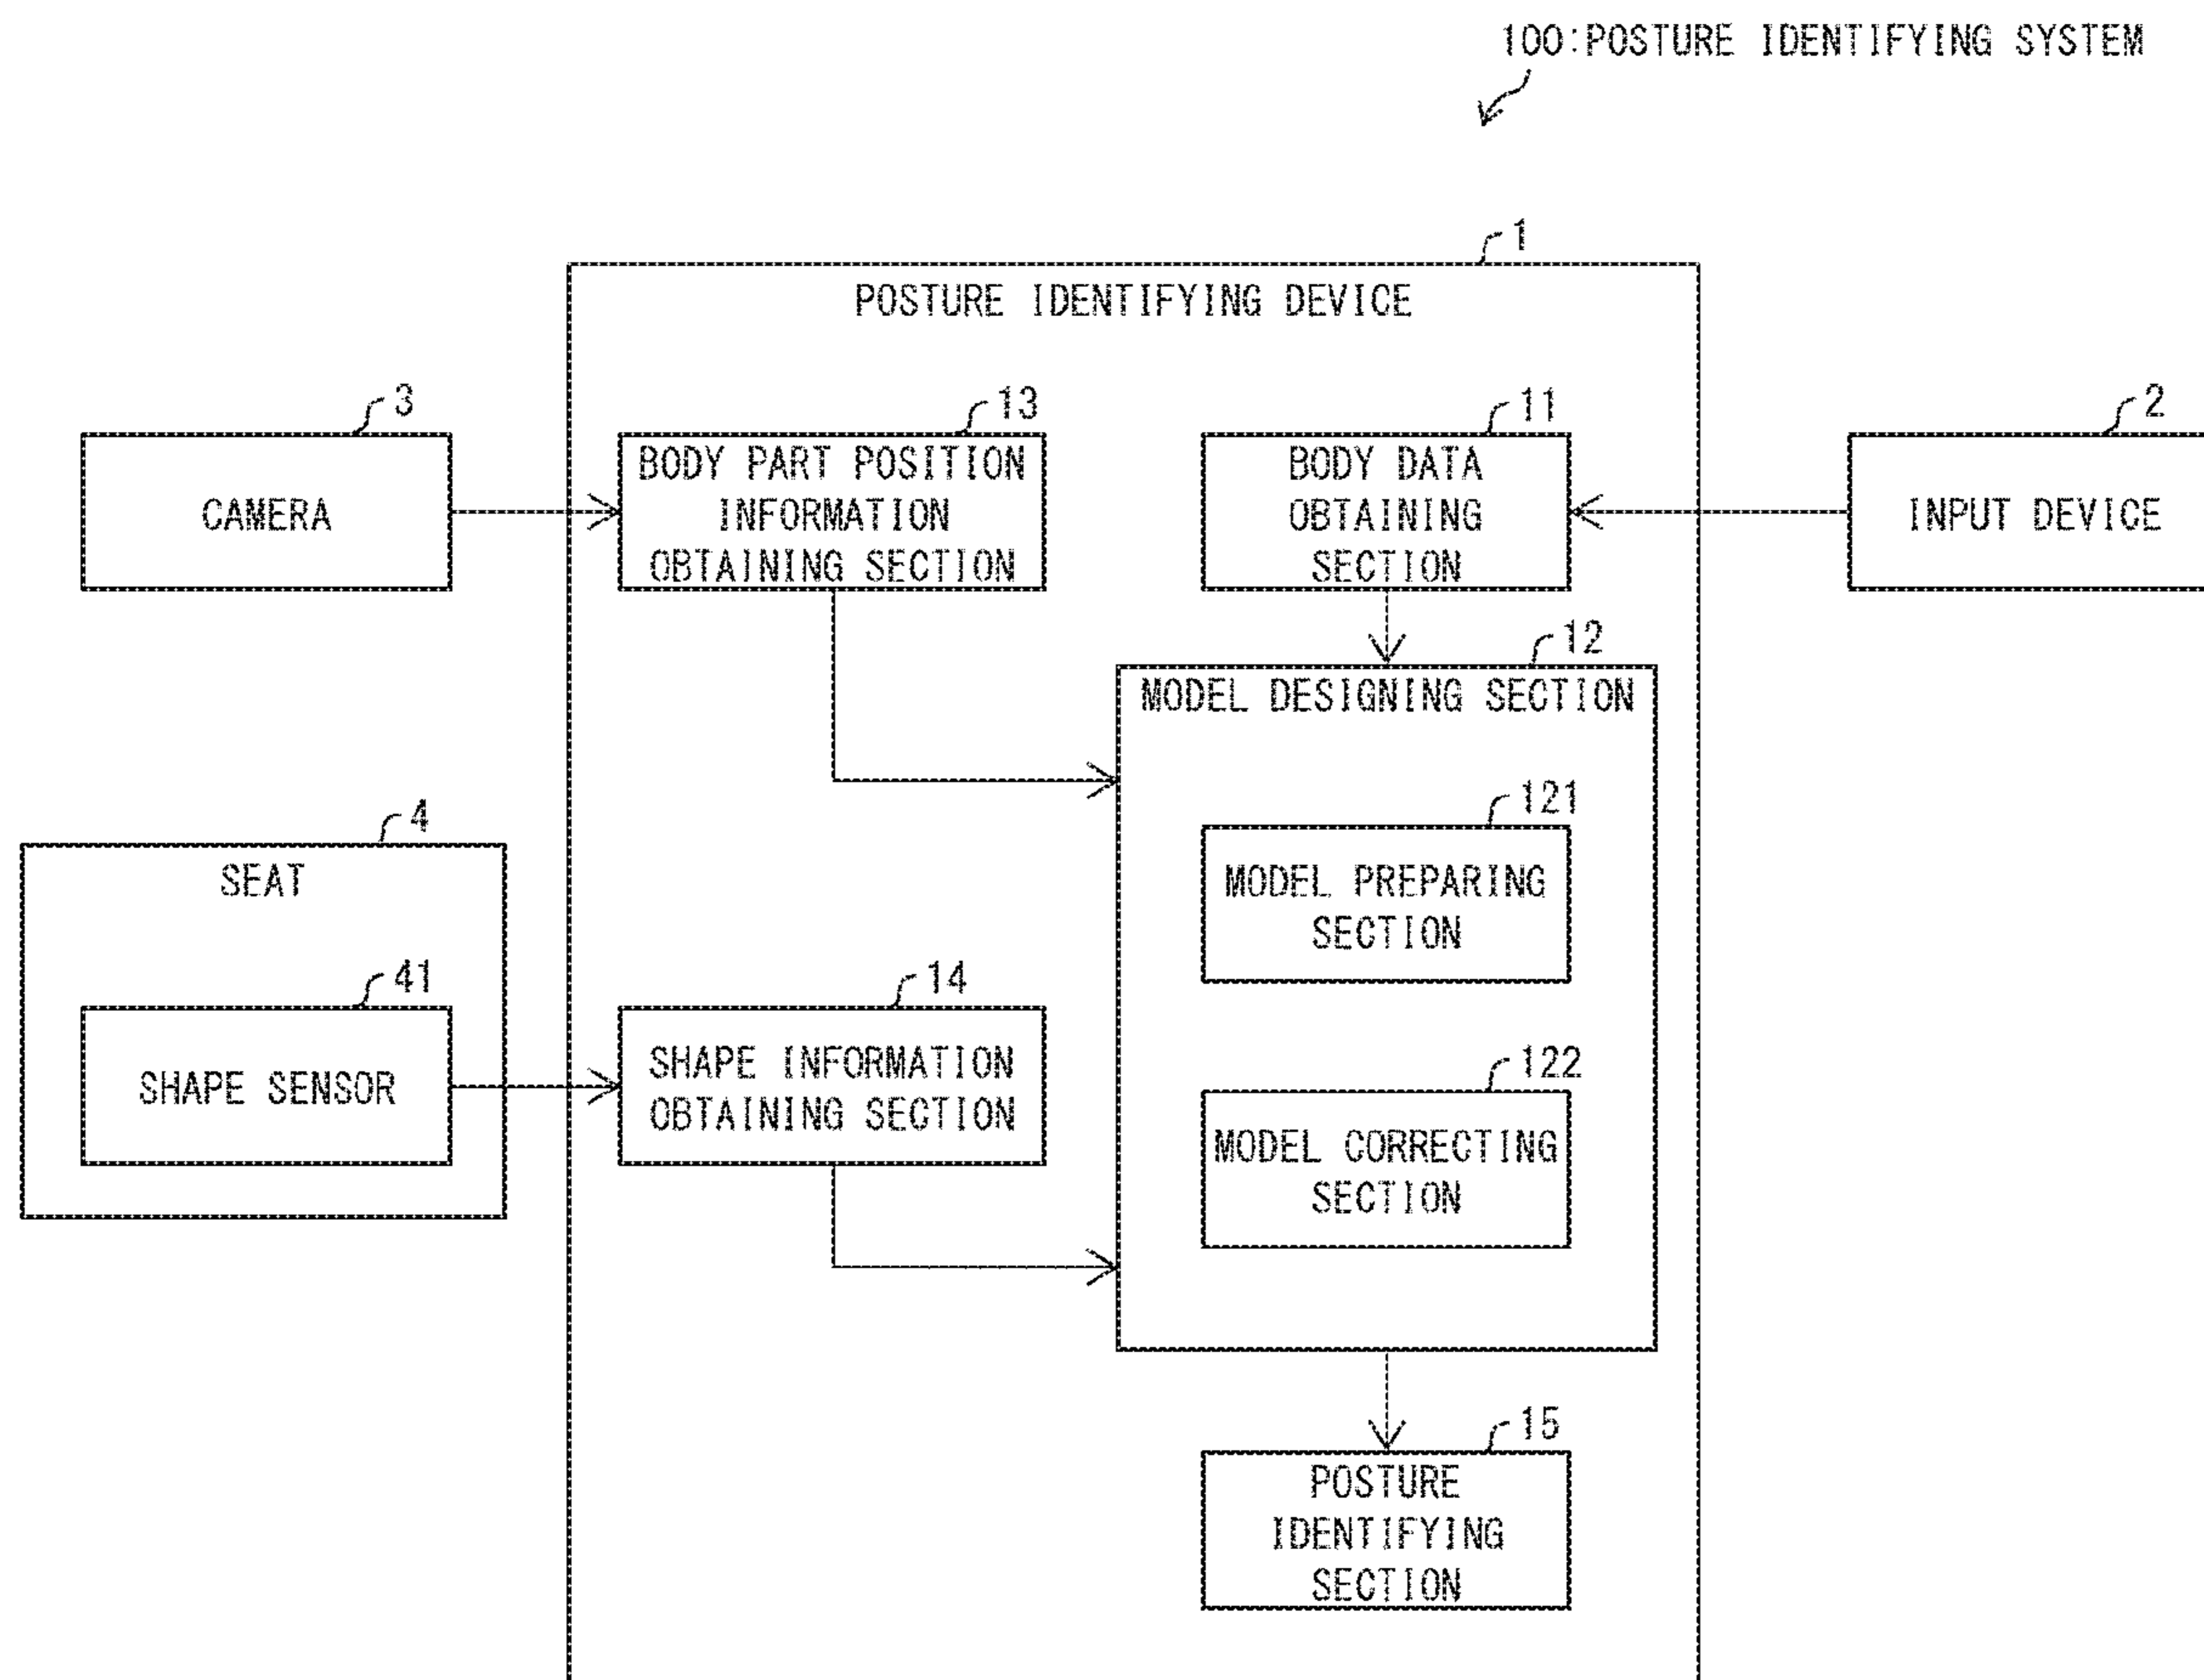 100:POSTURE IDENTIFYING SYSTEM
1
POSTURE IDENTIFYING DEVICE
3
CAMERA
13
BODY PART POSITION
INFORMATION
OBTAINING SECTION
11
BODY DATA
OBTAINING
SECTION
2
INPUT DEVICE
12
MODEL DESIGNING SECTION
121
MODEL PREPARING
SECTION
4
SEAT
41
SHAPE SENSOR
14
SHAPE INFORMATION
OBTAINING SECTION
122
MODEL CORRECTING
SECTION
15
POSTURE
IDENTIFYING
SECTION